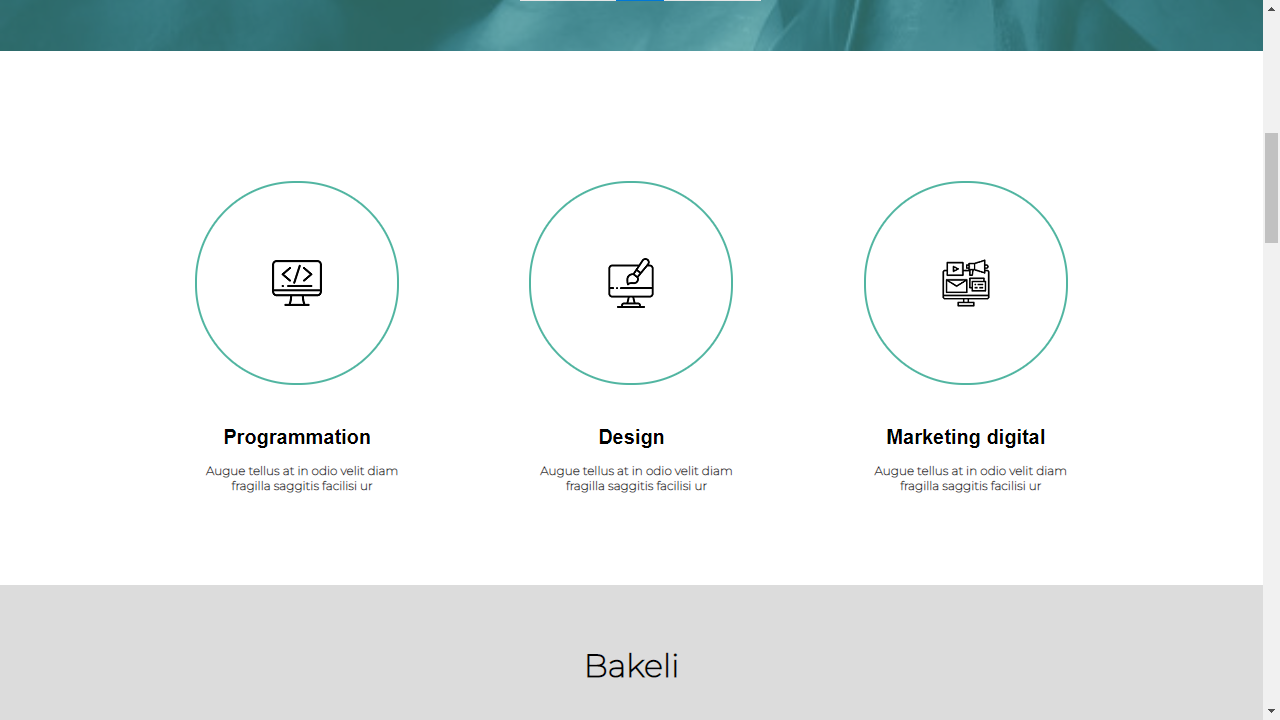 Programmation
Augue tellus at in odio velit diam
fragilla saggitis facilisi ur
Design
Augue tellus at in odio velit diam
fragilla saggitis facilisi ur
Marketing digital
Augue tellus at in odio velit diam
fragilla saggitis facilisi ur
Bakeli